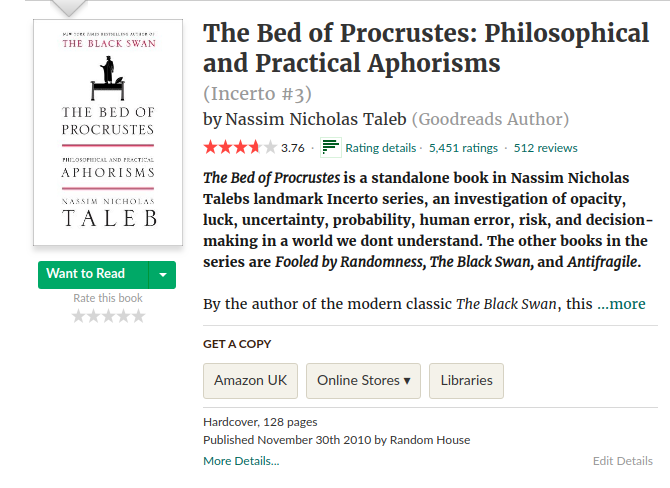 NEW YORK TIMES BESTSELLING AUTHOR OF
THE BLACK SWAN
THE BED OF
PROCRUSTES
PHILOSOPHICAL AND PRACTICAL
APHORISMS
NASSIM NICHOLAS
TALEB
Want to Read
Rate this book
The Bed of Procrustes: Philosophical
and Practical Aphorisms
(Incerto #3)
by Nassim Nicholas Taleb (Goodreads Author)
3.76 · Rating details · 5,451 ratings · 512 reviews
The Bed of Procrustes is a standalone book in Nassim Nicholas
Talebs landmark Incerto series, an investigation of opacity,
luck, uncertainty, probability, human error, risk, and decision-
making in a world we dont understand. The other books in the
series are Fooled by Randomness, The Black Swan, and Antifragile.
By the author of the modern classic The Black Swan, this ...more
GET A COPY
Amazon UK Online Stores ▾ Libraries
Hardcover, 128 pages
Published November 30th 2010 by Random House
More Details... Edit Details